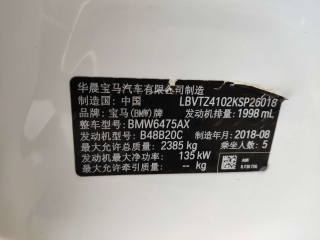 华晨宝马汽车有限公司制造
制造国：中国 LBVTZ4102KSP26018
品牌：宝马(BMW)牌 发动机排量：1998 mL
整车型号：BMW6475AX
发动机型号：B48B20C 制造年月：2018-08
最大允许总质量：2385 kg 乘坐人数：5
发动机最大净功率：135 kW
最大允许牵引质量：-- kg